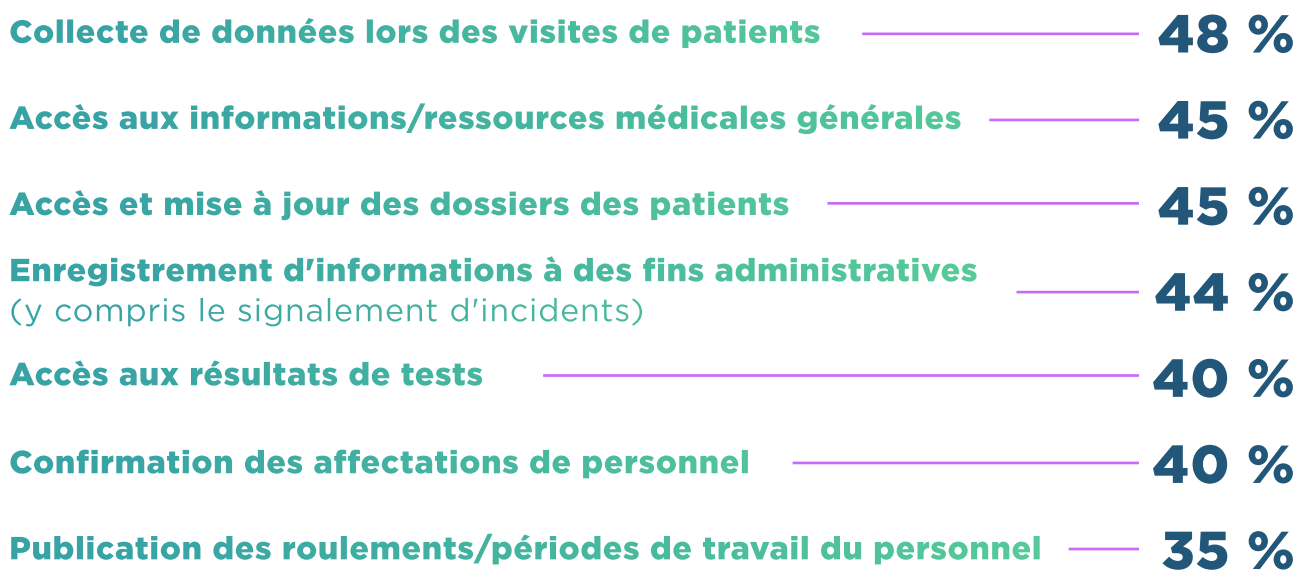 Collecte de données lors des visites de patients 48 %
Accès aux informations/ressources médicales générales 45 %
Accès et mise à jour des dossiers des patients 45 %
Enregistrement d'informations à des fins administratives
(y compris le signalement d'incidents) 44 %
Accès aux résultats de tests 40 %
Confirmation des affectations de personnel 40 %
Publication des roulements/périodes de travail du personnel 35 %